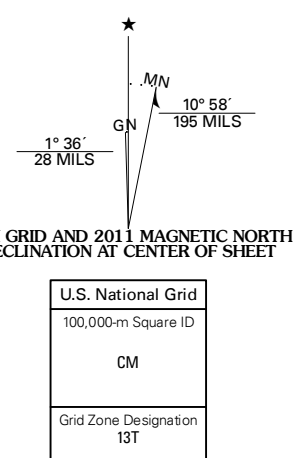 ★
MN
10° 58´
195 MILS
GN
1° 36´
28 MILS
GRID AND 2011 MAGNETIC NORTH
ECLINATION AT CENTER OF SHEET
U.S. National Grid
100,000-m Square ID
CM
Grid Zone Designation
13T